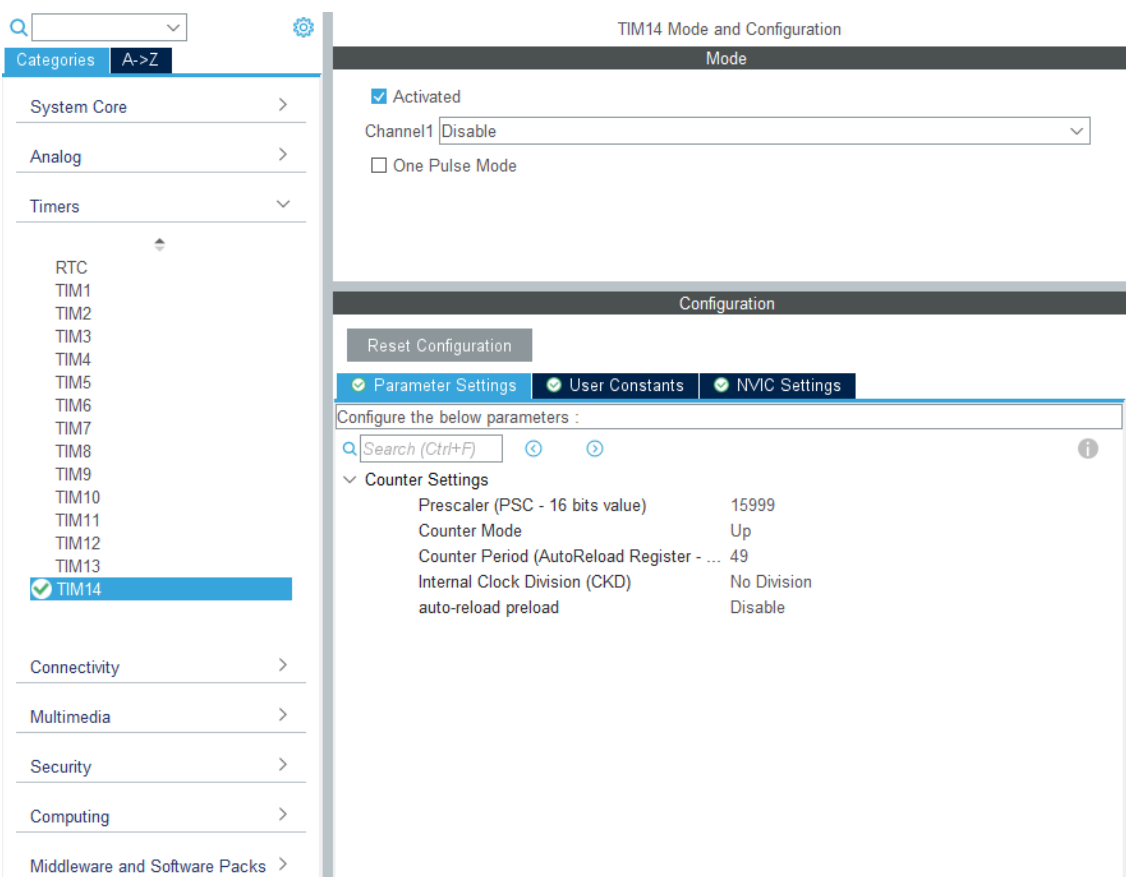 Categories
A->Z
System Core
Analog
Timers
RTC
TIM1
TIM2
TIM3
TIM4
TIM5
TIM6
TIM7
TIM8
TIM9
TIM10
TIM11
TIM12
TIM13
TIM14
Connectivity
Multimedia
Security
Computing
Middleware and Software Packs
TIM14 Mode and Configuration
Mode
Activated
Channel1 Disable
One Pulse Mode
Configuration
Reset Configuration
Parameter Settings
User Constants
NVIC Settings
Configure the below parameters :
Search (Ctrl+F)
Counter Settings
Prescaler (PSC - 16 bits value) 15999
Counter Mode Up
Counter Period (AutoReload Register - ... 49
Internal Clock Division (CKD) No Division
auto-reload preload Disable